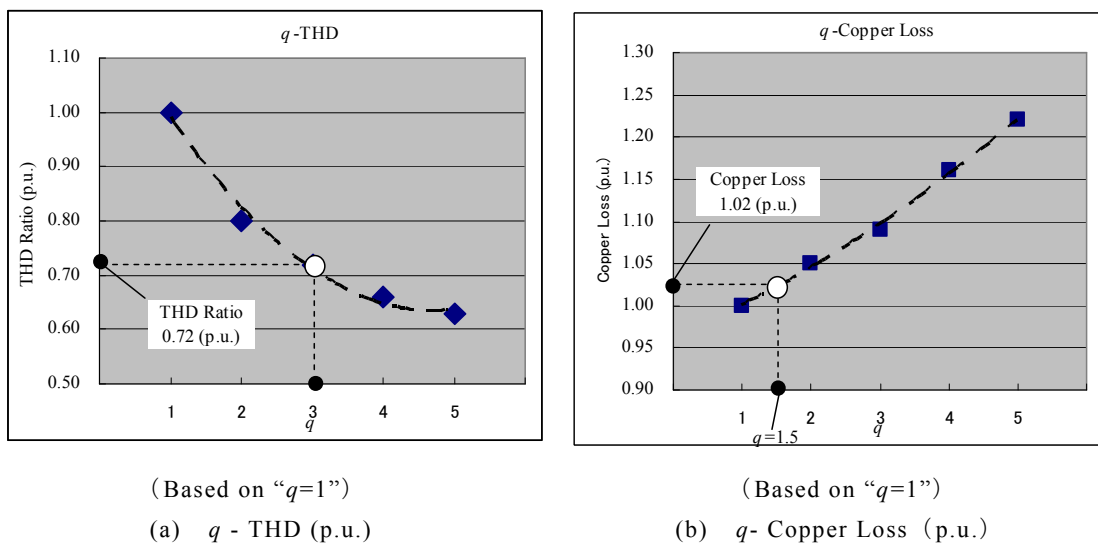 q-THD
1.10
1.00
0.90
0.80
0.70
0.60
0.50
THD Ratio (p.u.)
THD Ratio
0.72 (p.u.)
1 2 3 4 5
q
(Based on “q=1”)
(a) q - THD (p.u.)
q-Copper Loss
1.30
1.25
1.20
1.15
1.10
1.05
1.00
0.95
0.90
Copper Loss (p.u.)
Copper Loss
1.02 (p.u.)
1 2 3 4 5
q
q=1.5
(Based on “q=1”)
(b) q- Copper Loss (p.u.)